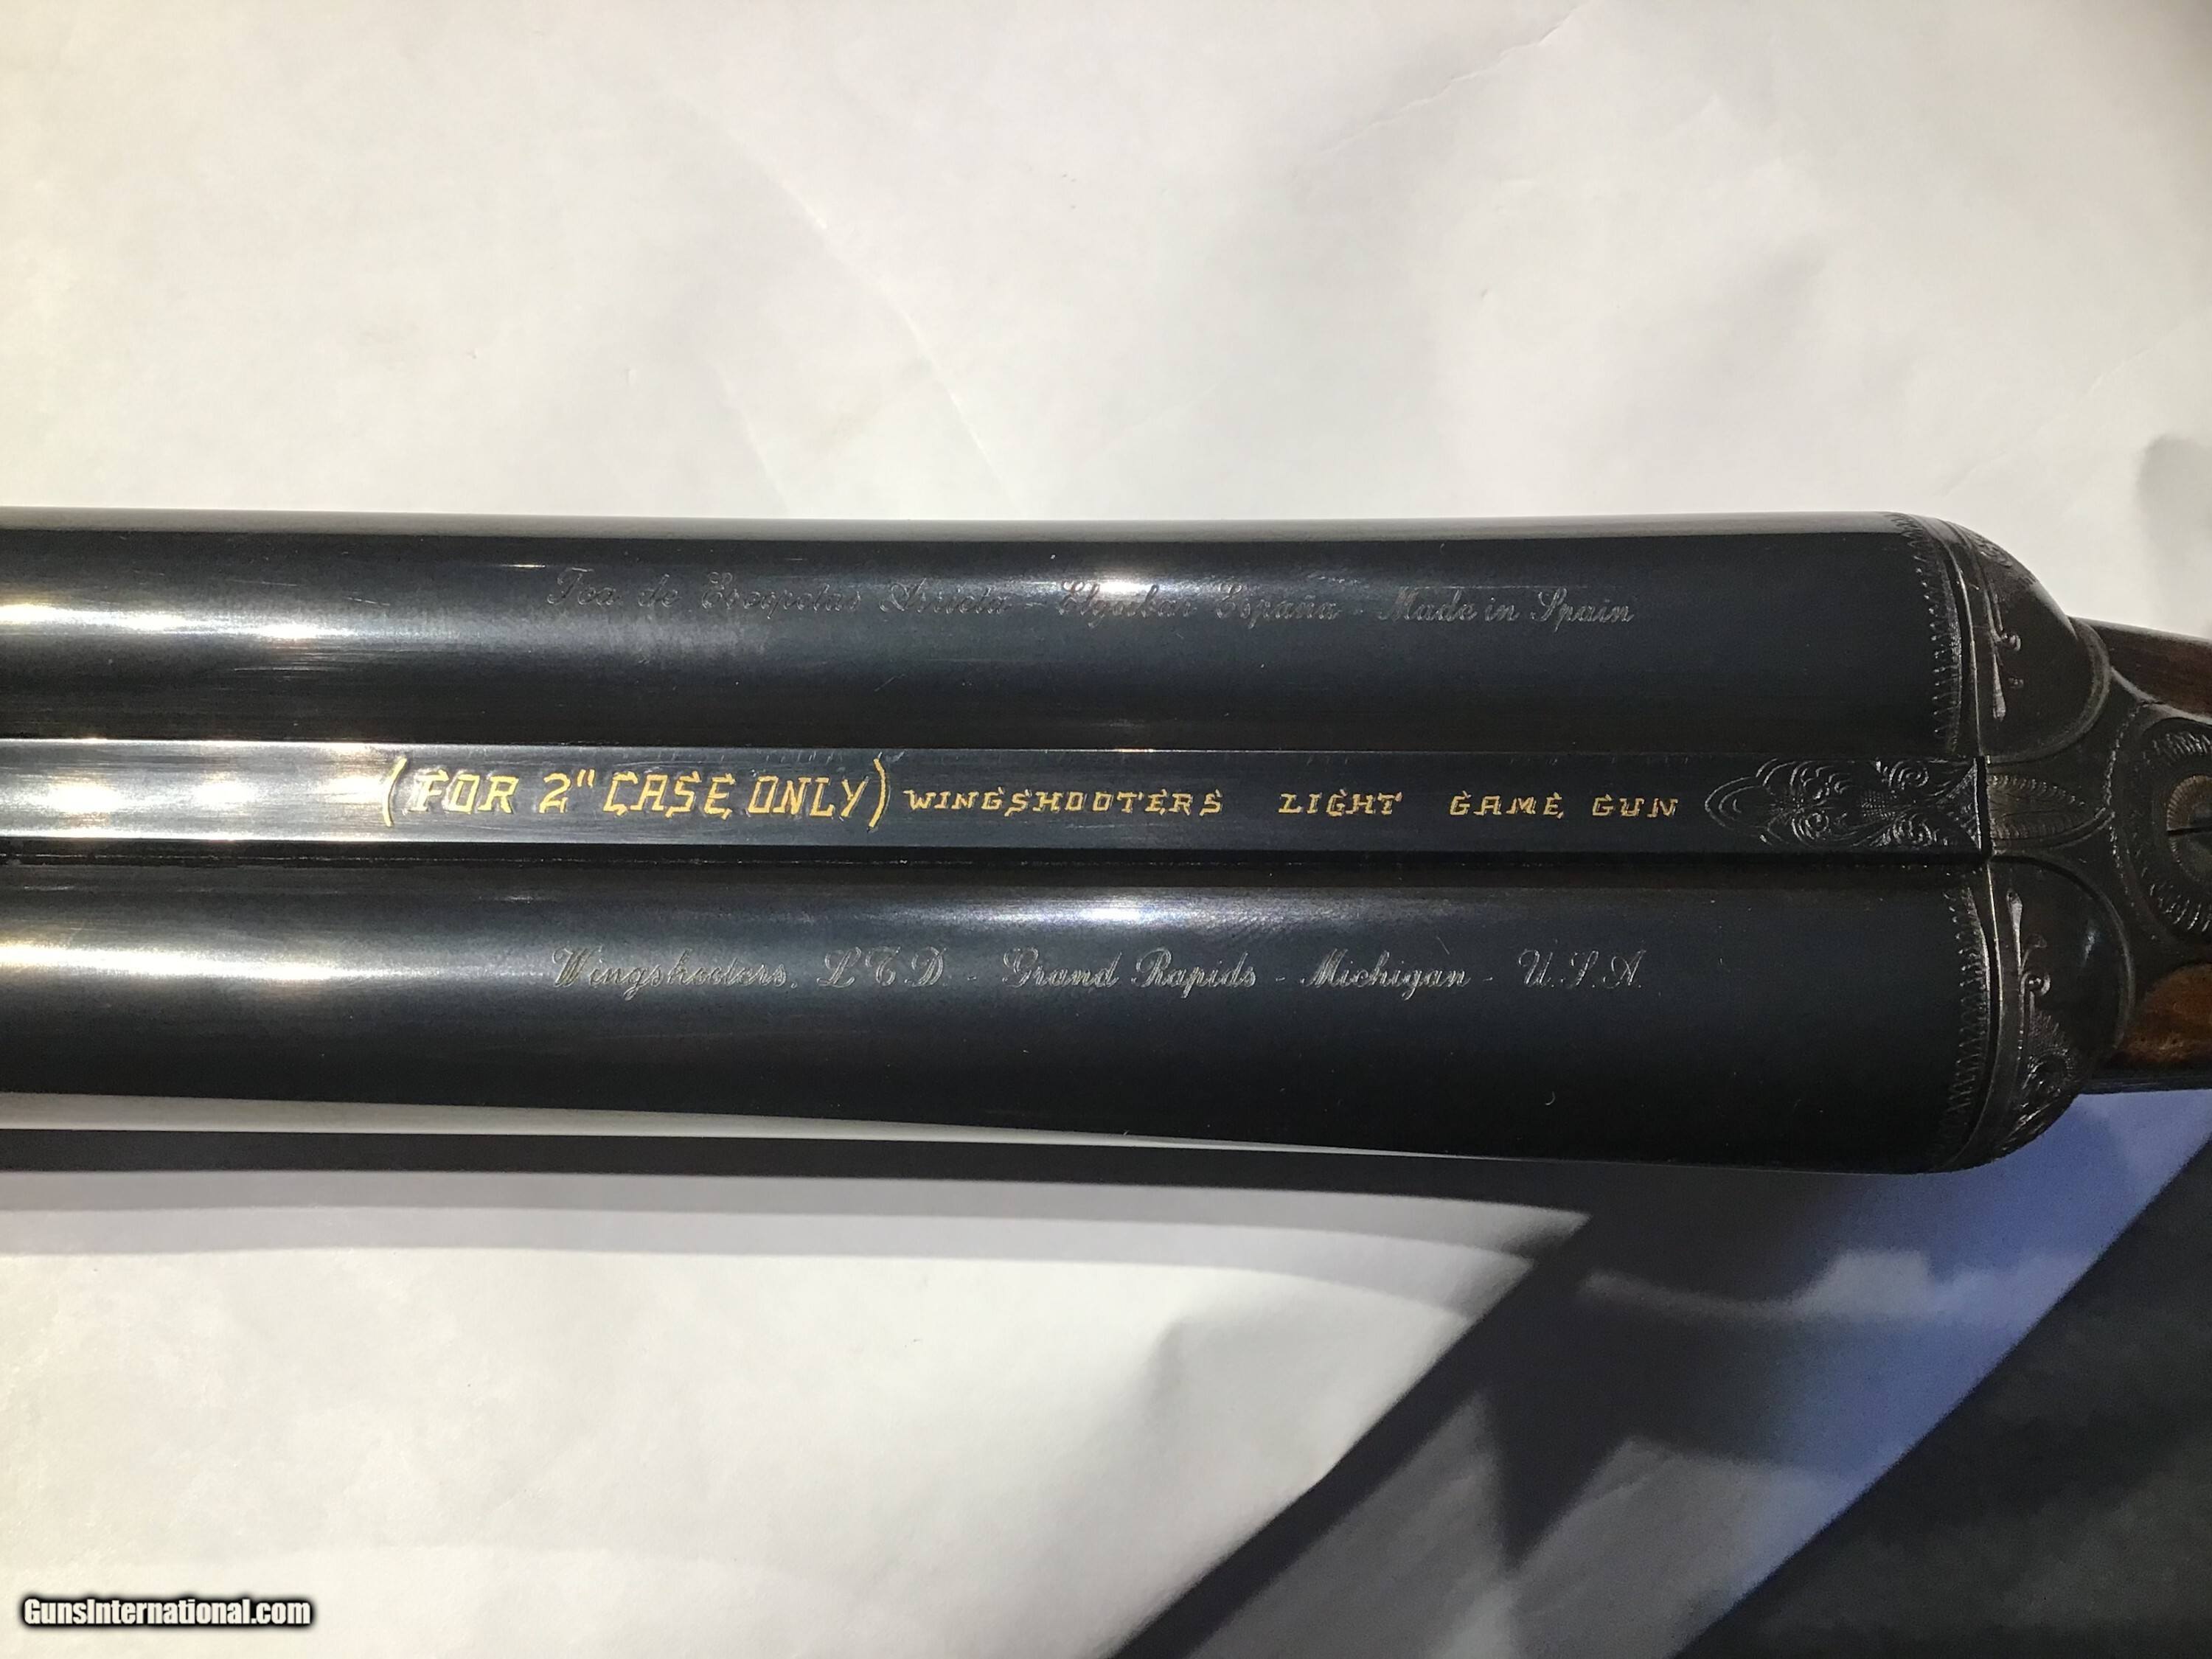 Fca. de Escopetas Arrieta - Elgoibar España - Made in Spain
(FOR 2" CASE ONLY) WINGSHOOTERS LIGHT GAME GUN
Wingshooters, LTD - Grand Rapids - Michigan - U.S.A.
GunsInternational.com